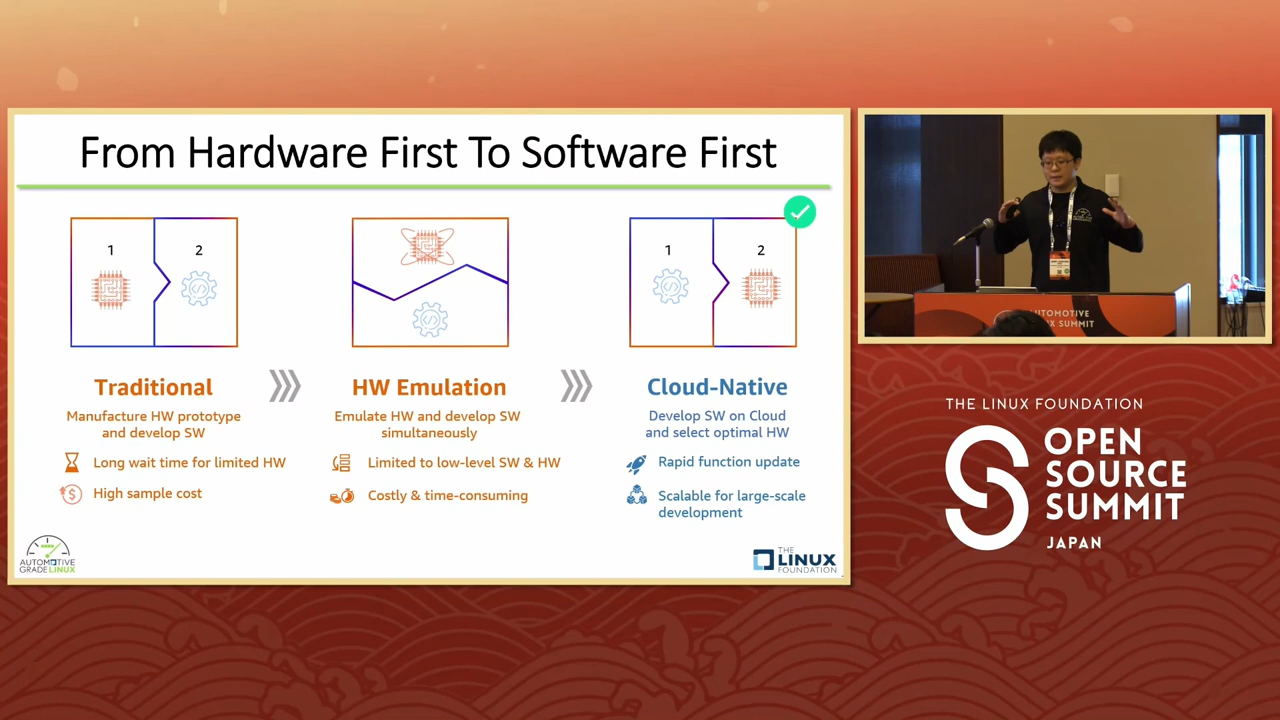 From Hardware First To Software First
1
2
Traditional
Manufacture HW prototype
and develop SW
Long wait time for limited HW
High sample cost
HW Emulation
Emulate HW and develop SW
simultaneously
Limited to low-level SW & HW
Costly & time-consuming
1
2
Cloud-Native
Develop SW on Cloud
and select optimal HW
Rapid function update
Scalable for large-scale
development
AUTOMOTIVE
GRADELINUX
THE
LINUX
FOUNDATION
AUTOMOTIVE
SUMMIT
THE LINUX FOUNDATION
OPEN
SOURCE
SUMMIT
JAPAN